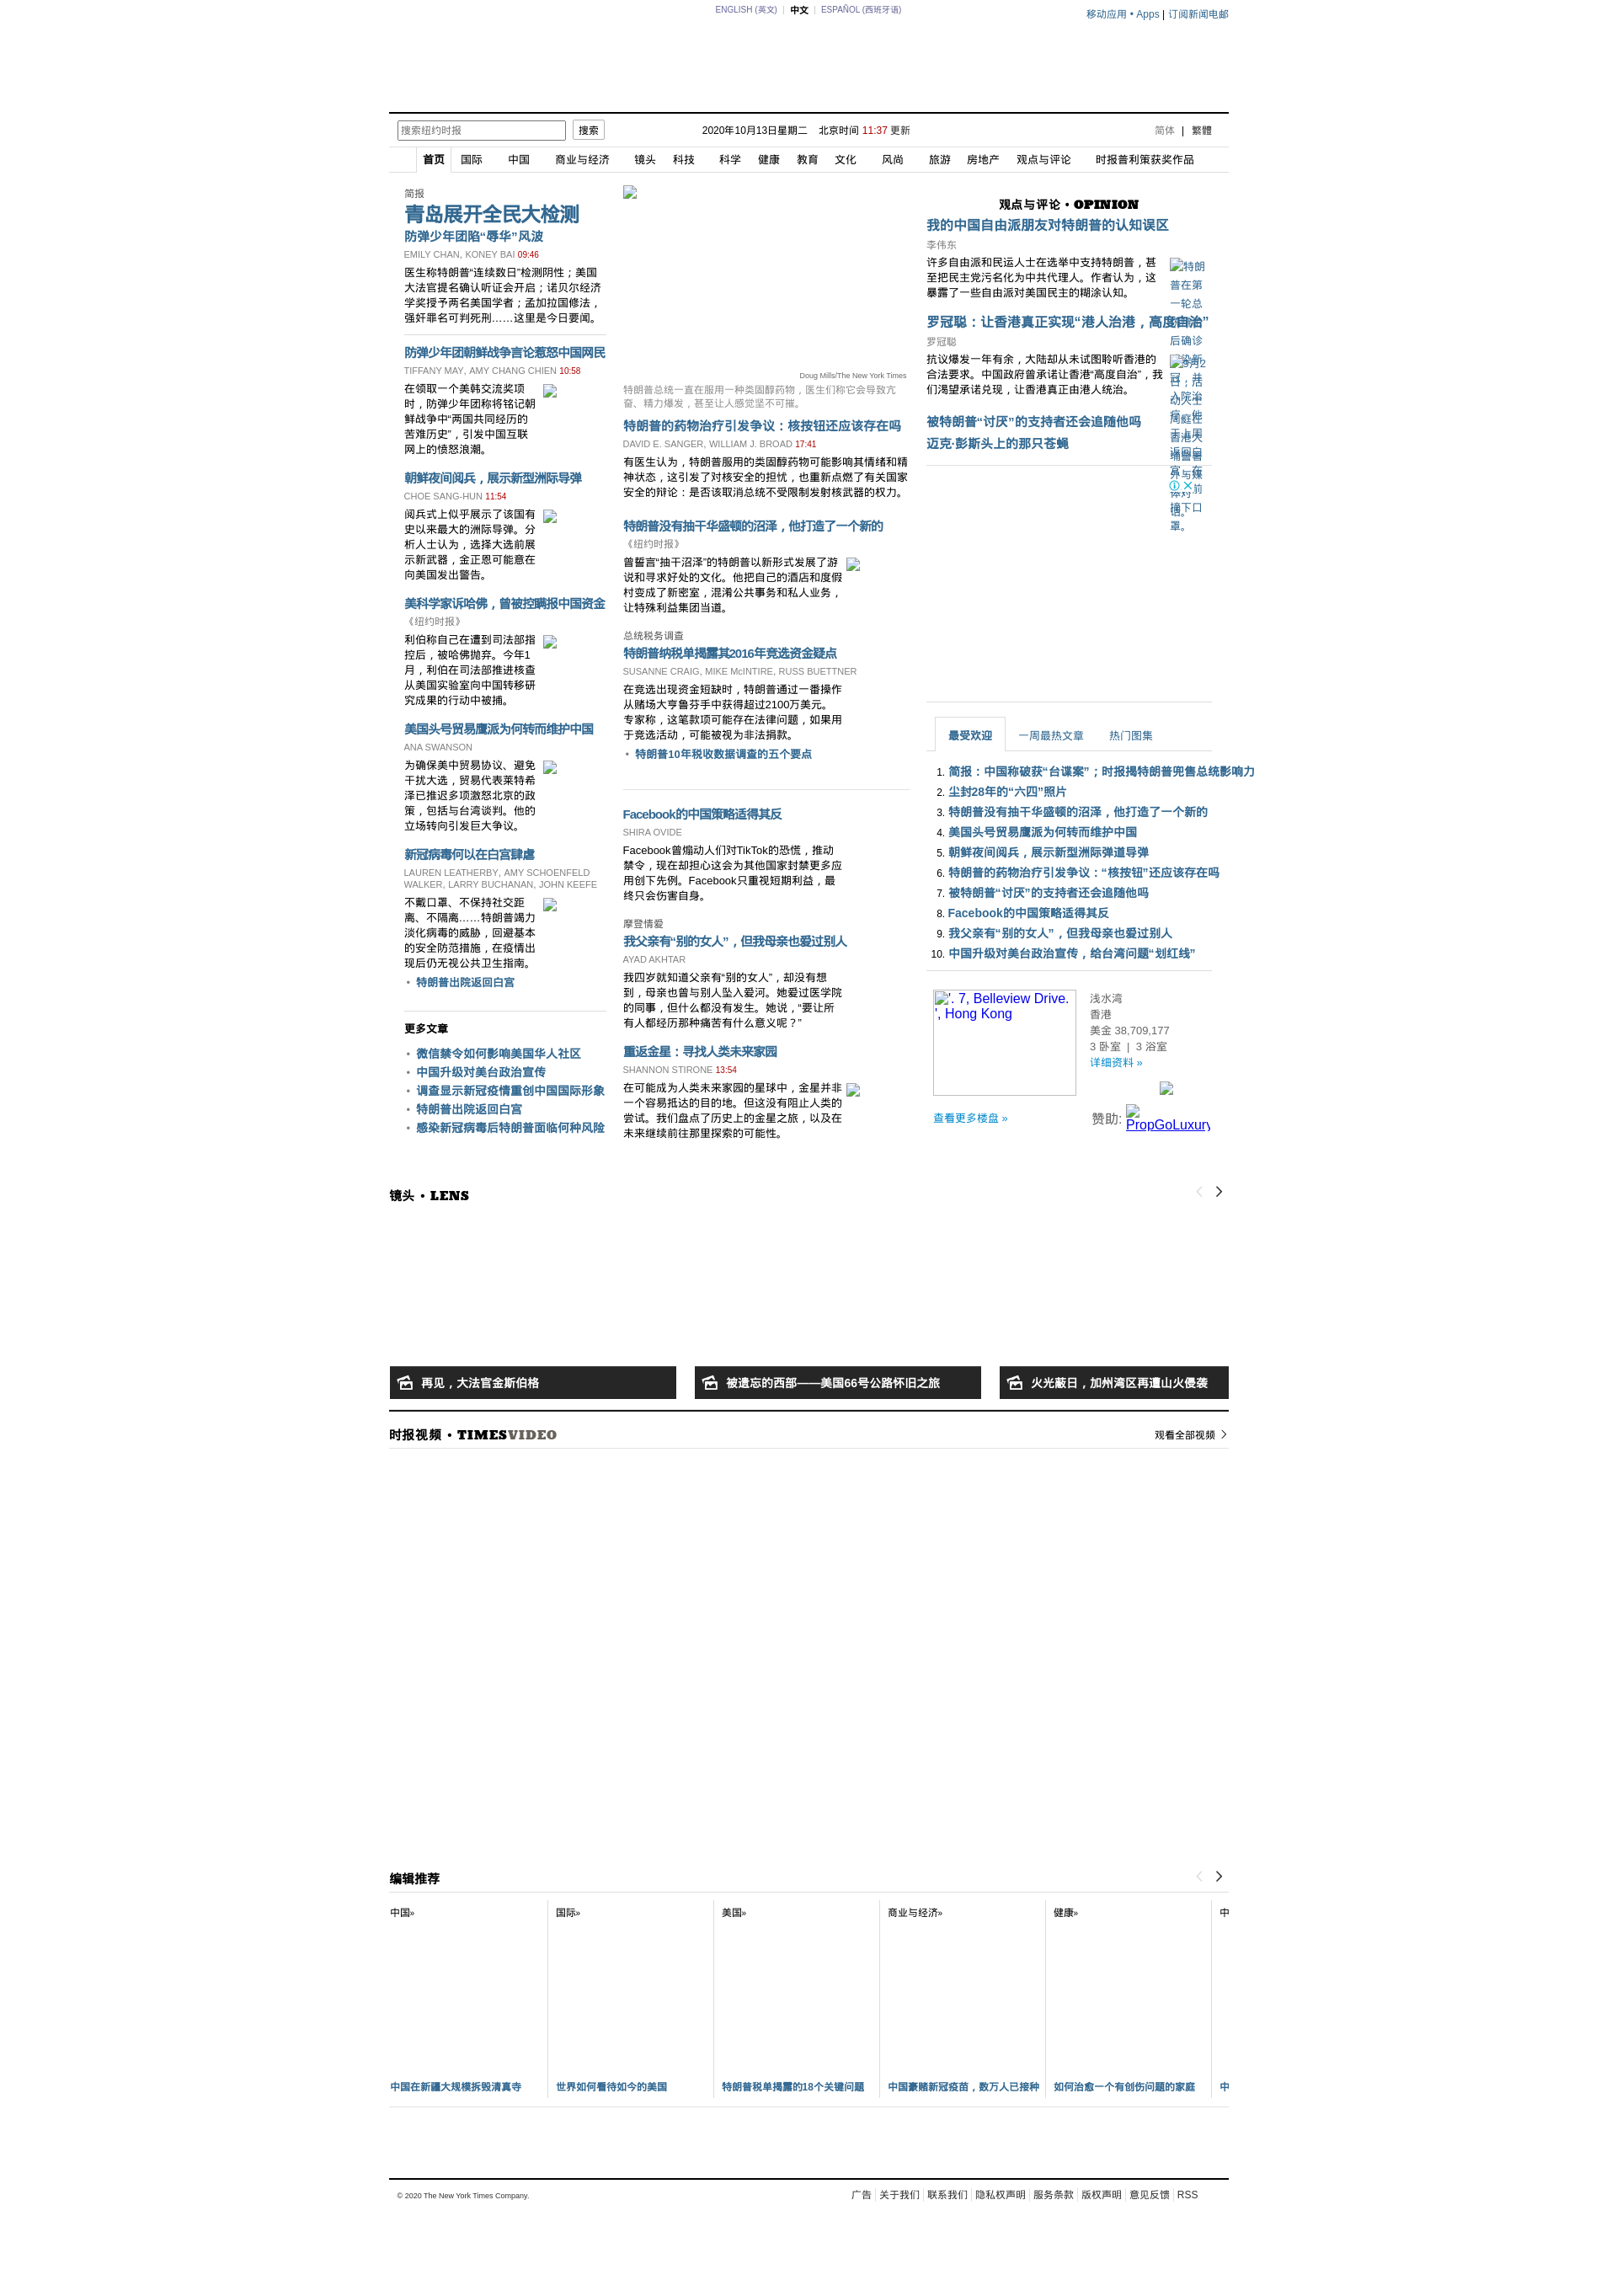 ENGLISH (英文) | 中文 | ESPAÑOL (西班牙语)
移动应用 • Apps | 订阅新闻电邮
搜索纽约时报 搜索
2020年10月13日星期二 北京时间 11:37 更新
简体 | 繁體
首页 国际 中国 商业与经济 镜头 科技 科学 健康 教育 文化 风尚 旅游 房地产 观点与评论 时报普利策获奖作品
简报
青岛展开全民大检测
防弹少年团陷“辱华”风波
EMILY CHAN, KONEY BAI 09:46
医生称特朗普“连续数日”检测阴性；美国
大法官提名确认听证会开启；诺贝尔经济
学奖授予两名美国学者；孟加拉国修法，
强奸罪名可判死刑……这里是今日要闻。
防弹少年团朝鲜战争言论惹怒中国网民
TIFFANY MAY, AMY CHANG CHIEN 10:58
在领取一个美韩交流奖项
时，防弹少年团称将铭记朝
鲜战争中“两国共同经历的
苦难历史”，引发中国互联
网上的愤怒浪潮。
朝鲜夜间阅兵，展示新型洲际导弹
CHOE SANG-HUN 11:54
阅兵式上似乎展示了该国有
史以来最大的洲际导弹。分
析人士认为，选择大选前展
示新武器，金正恩可能意在
向美国发出警告。
美科学家诉哈佛，曾被控瞒报中国资金
《纽约时报》
利伯称自己在遭到司法部指
控后，被哈佛抛弃。今年1
月，利伯在司法部推进核查
从美国实验室向中国转移研
究成果的行动中被捕。
美国头号贸易鹰派为何转而维护中国
ANA SWANSON
为确保美中贸易协议、避免
干扰大选，贸易代表莱特希
泽已推迟多项激怒北京的政
策，包括与台湾谈判。他的
立场转向引发巨大争议。
新冠病毒何以在白宫肆虐
LAUREN LEATHERBY, AMY SCHOENFELD
WALKER, LARRY BUCHANAN, JOHN KEEFE
不戴口罩、不保持社交距
离、不隔离……特朗普竭力
淡化病毒的威胁，回避基本
的安全防范措施，在疫情出
现后仍无视公共卫生指南。
• 特朗普出院返回白宫
更多文章
• 微信禁令如何影响美国华人社区
• 中国升级对美台政治宣传
• 调查显示新冠疫情重创中国国际形象
• 特朗普出院返回白宫
• 感染新冠病毒后特朗普面临何种风险
Doug Mills/The New York Times
特朗普总统一直在服用一种类固醇药物，医生们称它会导致亢
奋、精力爆发，甚至让人感觉坚不可摧。
特朗普的药物治疗引发争议：核按钮还应该存在吗
DAVID E. SANGER, WILLIAM J. BROAD 17:41
有医生认为，特朗普服用的类固醇药物可能影响其情绪和精
神状态，这引发了对核安全的担忧，也重新点燃了有关国家
安全的辩论：是否该取消总统不受限制发射核武器的权力。
特朗普没有抽干华盛顿的沼泽，他打造了一个新的
《纽约时报》
曾誓言“抽干沼泽”的特朗普以新形式发展了游
说和寻求好处的文化。他把自己的酒店和度假
村变成了新密室，混淆公共事务和私人业务，
让特殊利益集团当道。
总统税务调查
特朗普纳税单揭露其2016年竞选资金疑点
SUSANNE CRAIG, MIKE McINTIRE, RUSS BUETTNER
在竞选出现资金短缺时，特朗普通过一番操作
从赌场大亨鲁芬手中获得超过2100万美元。
专家称，这笔款项可能存在法律问题，如果用
于竞选活动，可能被视为非法捐款。
• 特朗普10年税收数据调查的五个要点
Facebook的中国策略适得其反
SHIRA OVIDE
Facebook曾煽动人们对TikTok的恐慌，推动
禁令，现在却担心这会为其他国家封禁更多应
用创下先例。Facebook只重视短期利益，最
终只会伤害自身。
摩登情爱
我父亲有“别的女人”，但我母亲也爱过别人
AYAD AKHTAR
我四岁就知道父亲有“别的女人”，却没有想
到，母亲也曾与别人坠入爱河。她爱过医学院
的同事，但什么都没有发生。她说，“要让所
有人都经历那种痛苦有什么意义呢？”
重返金星：寻找人类未来家园
SHANNON STIRONE 13:54
在可能成为人类未来家园的星球中，金星并非
一个容易抵达的目的地。但这没有阻止人类的
尝试。我们盘点了历史上的金星之旅，以及在
未来继续前往那里探索的可能性。
观点与评论 • OPINION
我的中国自由派朋友对特朗普的认知误区
李伟东
许多自由派和民运人士在选举中支持特朗普，甚
至把民主党污名化为中共代理人。作者认为，这
暴露了一些自由派对美国民主的糊涂认知。
特朗
普在第
一轮总
罗冠聪：让香港真正实现“港人治港，高度自治”
罗冠聪
抗议爆发一年有余，大陆却从未试图聆听香港的
合法要求。中国政府曾承诺让香港“高度自治”，我
们渴望承诺兑现，让香港真正由港人统治。
后确诊
被特朗普“讨厌”的支持者还会追随他吗
迈克·彭斯头上的那只苍蝇
罩。
最受欢迎 一周最热文章 热门图集
1. 简报：中国称破获“台谍案”；时报揭特朗普兜售总统影响力
2. 尘封28年的“六四”照片
3. 特朗普没有抽干华盛顿的沼泽，他打造了一个新的
4. 美国头号贸易鹰派为何转而维护中国
5. 朝鲜夜间阅兵，展示新型洲际弹道导弹
6. 特朗普的药物治疗引发争议：“核按钮”还应该存在吗
7. 被特朗普“讨厌”的支持者还会追随他吗
8. Facebook的中国策略适得其反
9. 我父亲有“别的女人”，但我母亲也爱过别人
10. 中国升级对美台政治宣传，给台湾问题“划红线”
'. 7, Belleview Drive.
', Hong Kong
浅水湾
香港
美金 38,709,177
3 卧室 | 3 浴室
详细资料 »
查看更多楼盘 »
赞助:
PropGoLuxury
镜头 • LENS
再见，大法官金斯伯格
被遗忘的西部——美国66号公路怀旧之旅
火光蔽日，加州湾区再遭山火侵袭
时报视频 • TIMESVIDEO
观看全部视频
编辑推荐
中国» 国际» 美国» 商业与经济» 健康» 中
中国在新疆大规模拆毁清真寺
世界如何看待如今的美国
特朗普税单揭露的18个关键问题
中国豪赌新冠疫苗，数万人已接种
如何治愈一个有创伤问题的家庭
中
© 2020 The New York Times Company.
广告 关于我们 联系我们 隐私权声明 服务条款 版权声明 意见反馈 RSS